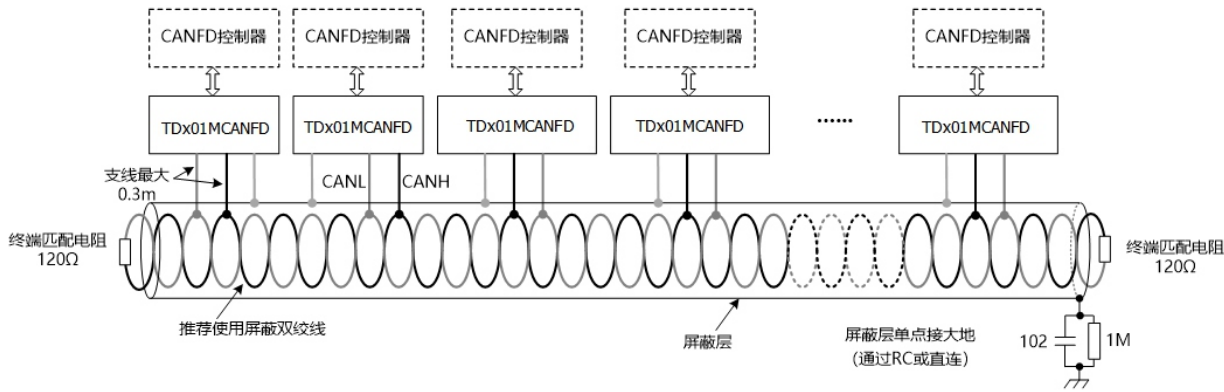 CANFD控制器
CANFD控制器
CANFD控制器
CANFD控制器
CANFD控制器
TDx01MCANFD
TDx01MCANFD
TDx01MCANFD
TDx01MCANFD
……
TDx01MCANFD
支线最大
0.3m
CANL
CANH
终端匹配电阻
120Ω
终端匹配电阻
120Ω
推荐使用屏蔽双绞线
屏蔽层
屏蔽层单点接大地
(通过RC或直连)
102
1M